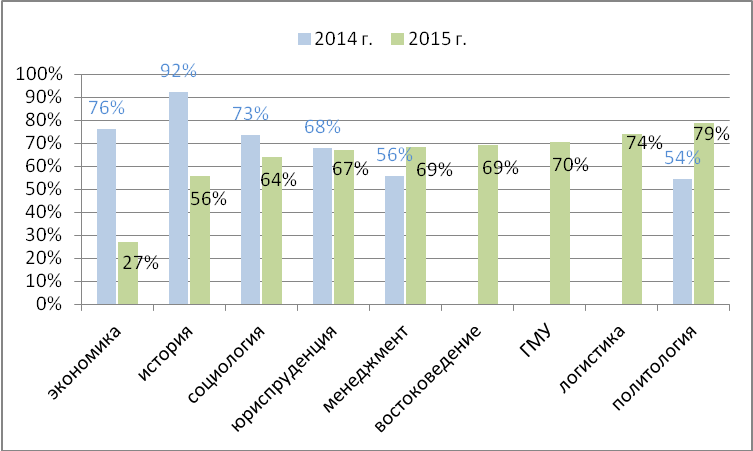 2014 г. 2015 г.
100%
90%
80%
70%
60%
50%
40%
30%
20%
10%
0%
76% 92% 73% 68% 56% 54%
27% 56% 64% 67% 69% 69% 70% 74% 79%
экономика
история
социология
юриспруденция
менеджмент
востоковедение
ГМУ
логистика
политология